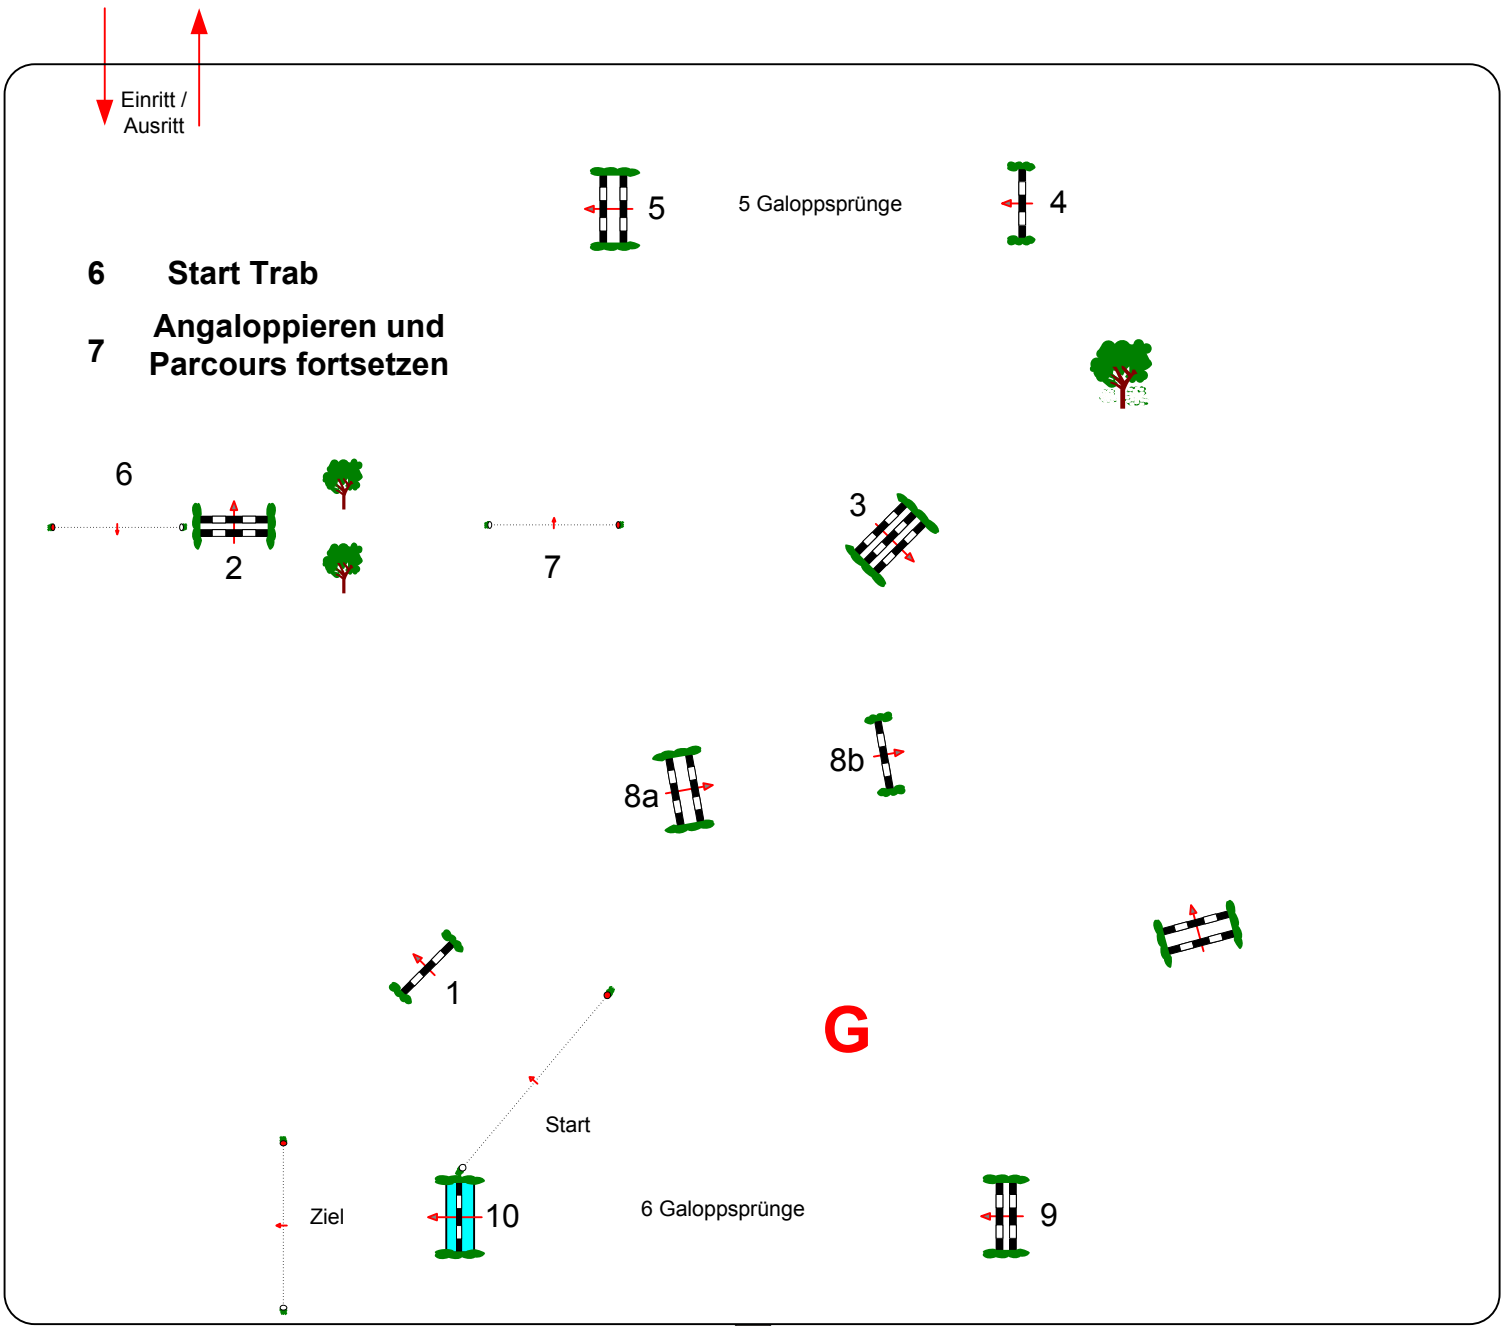 Einritt /
Ausritt
5
5 Galoppsprünge
4
6 Start Trab
7 Angaloppieren und
Parcours fortsetzen
6
2
7
3
8a
8b
1
G
Start
Ziel
10
6 Galoppsprünge
9